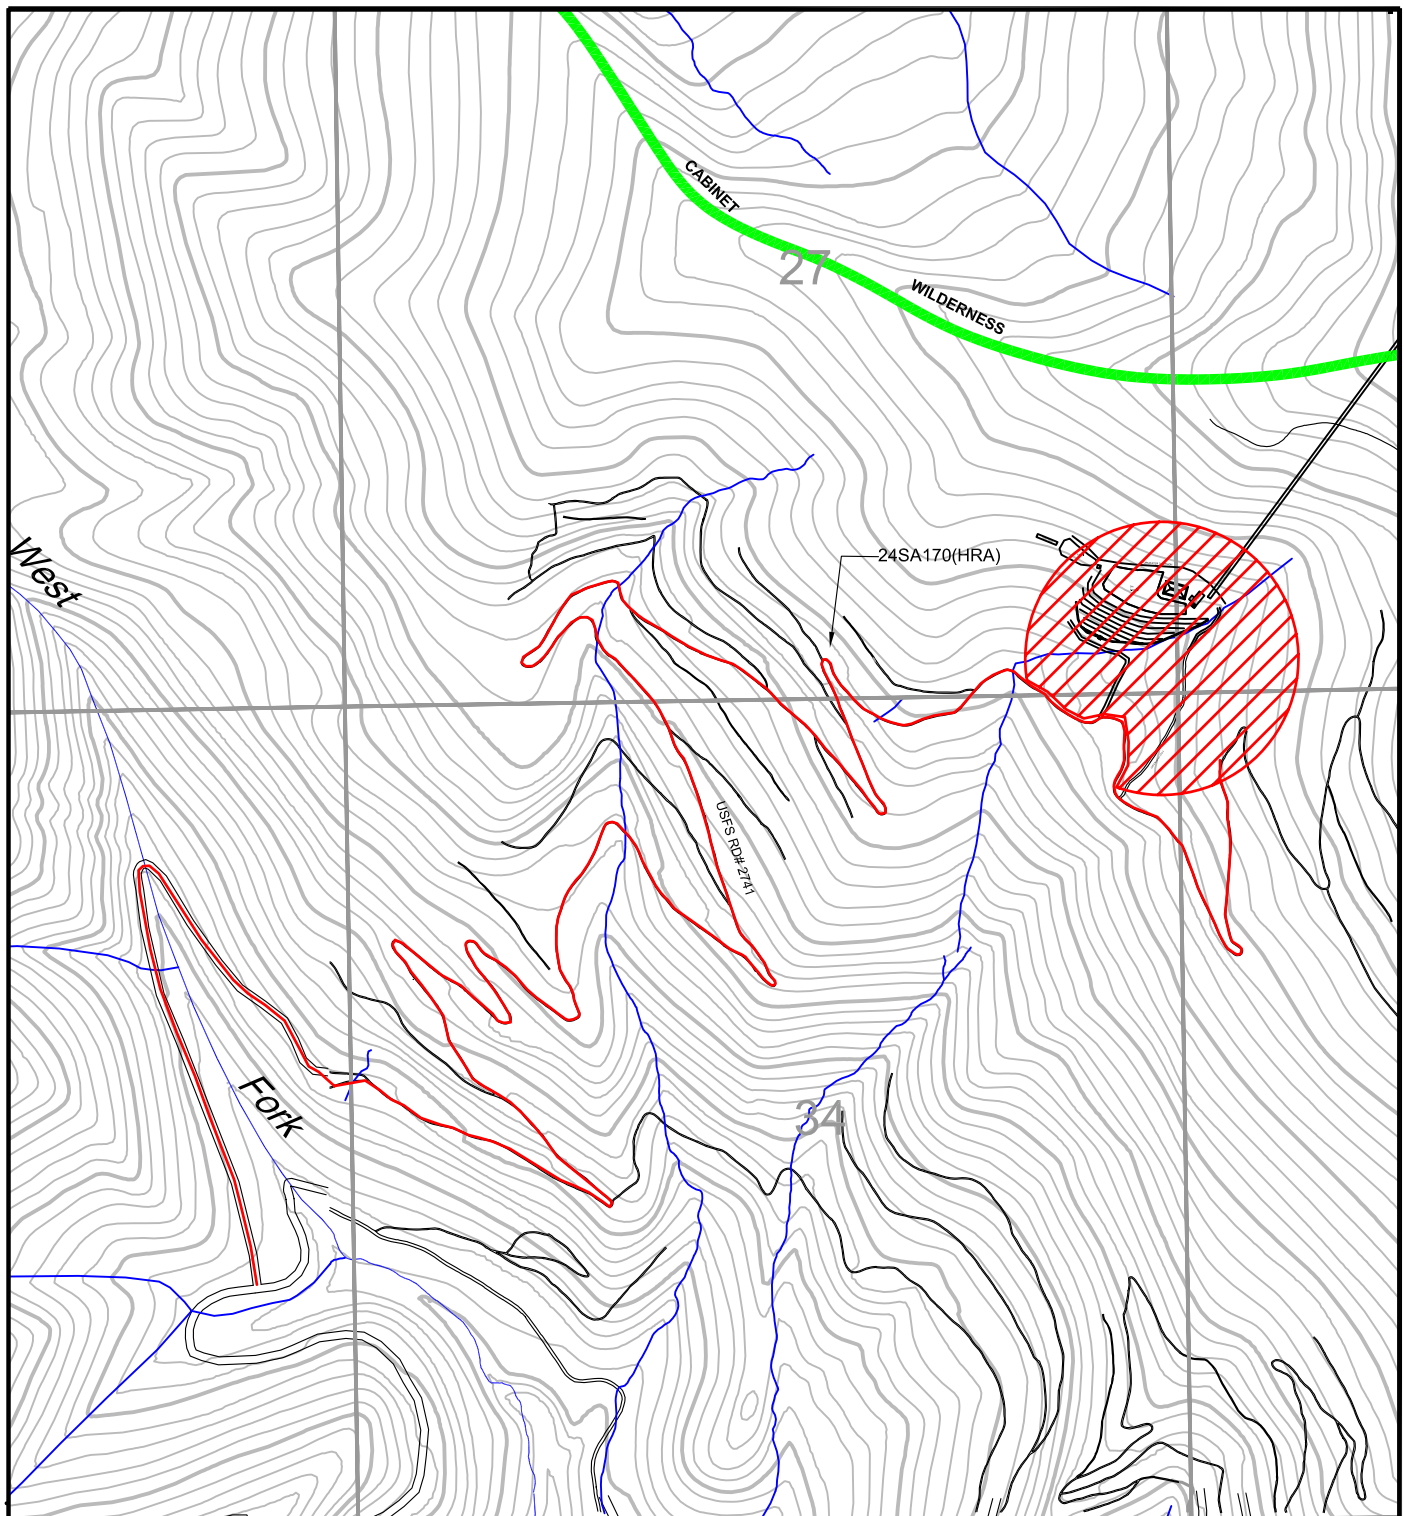 CABINET
27
WILDERNESS
West
24SA170(HRA)
USFS RD# 2741
Fork
34